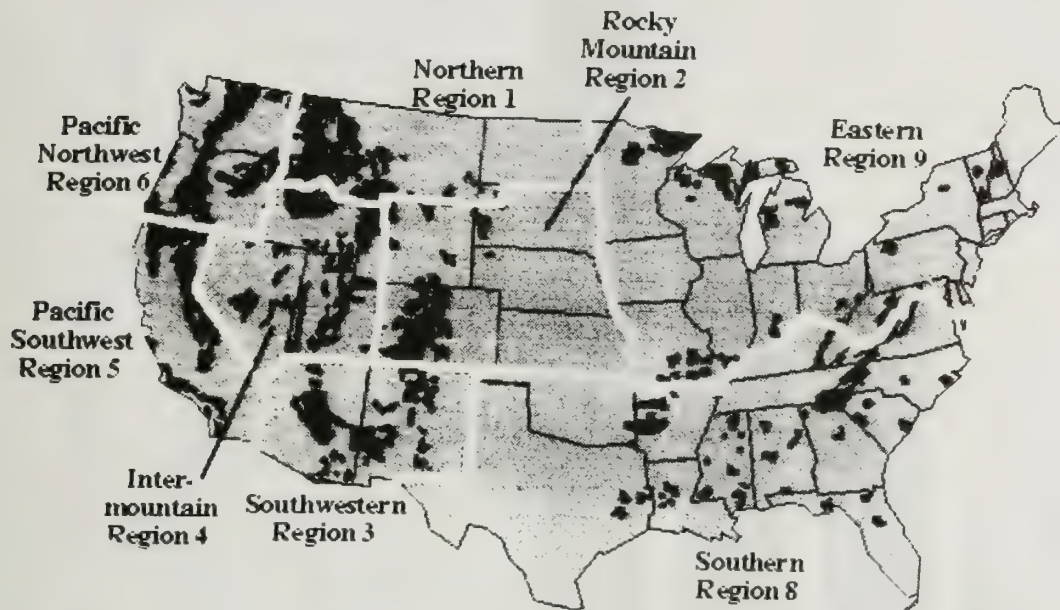 Rocky
Mountain
Region 2
Northern
Region 1
Pacific
Northwest
Region 6
Eastern
Region 9
Pacific
Southwest
Region 5
Inter-
mountain
Region 4
Southwestern
Region 3
Southern
Region 8